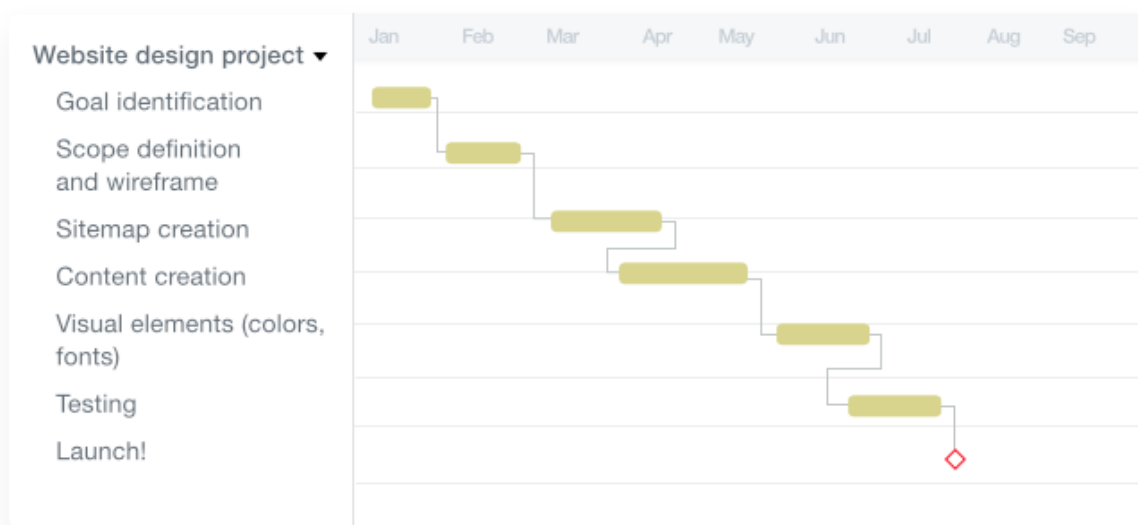 Jan Feb Mar Apr May Jun Jul Aug Sep
Website design project
Goal identification
Scope definition
and wireframe
Sitemap creation
Content creation
Visual elements (colors,
fonts)
Testing
Launch!